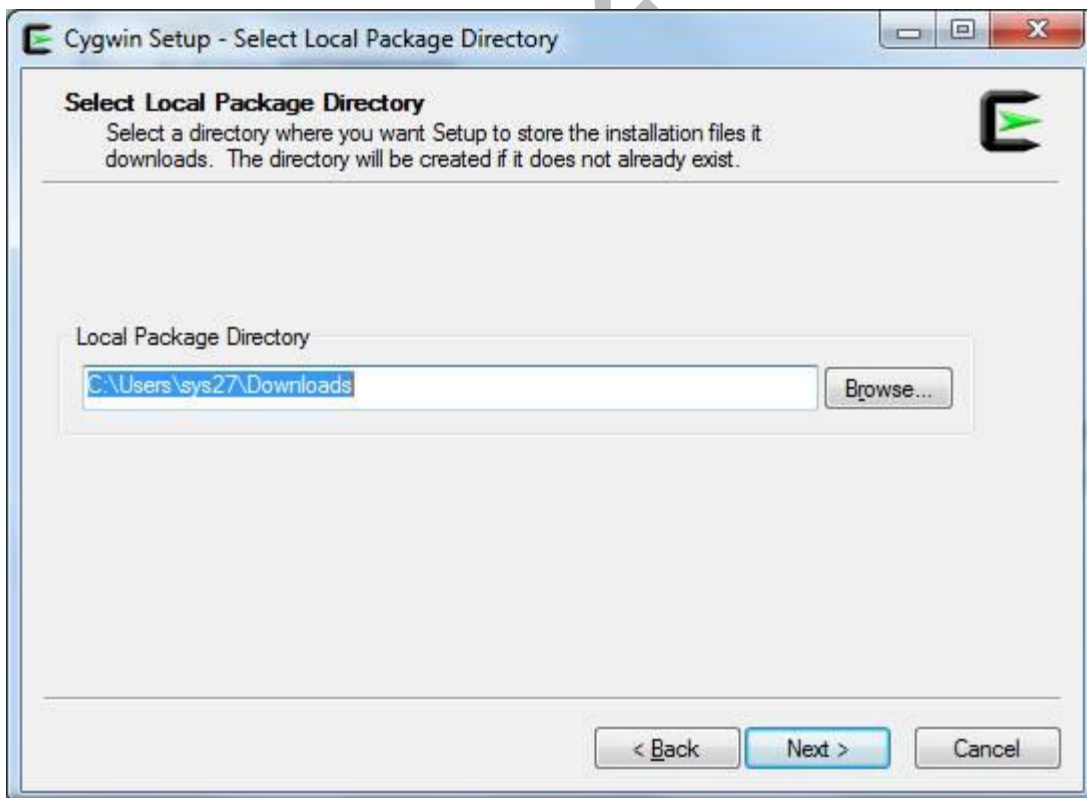 Cygwin Setup - Select Local Package Directory
Select Local Package Directory
Select a directory where you want Setup to store the installation files it
downloads. The directory will be created if it does not already exist.
Local Package Directory
C:\Users\sys27\Downloads
Browse...
< Back
Next >
Cancel